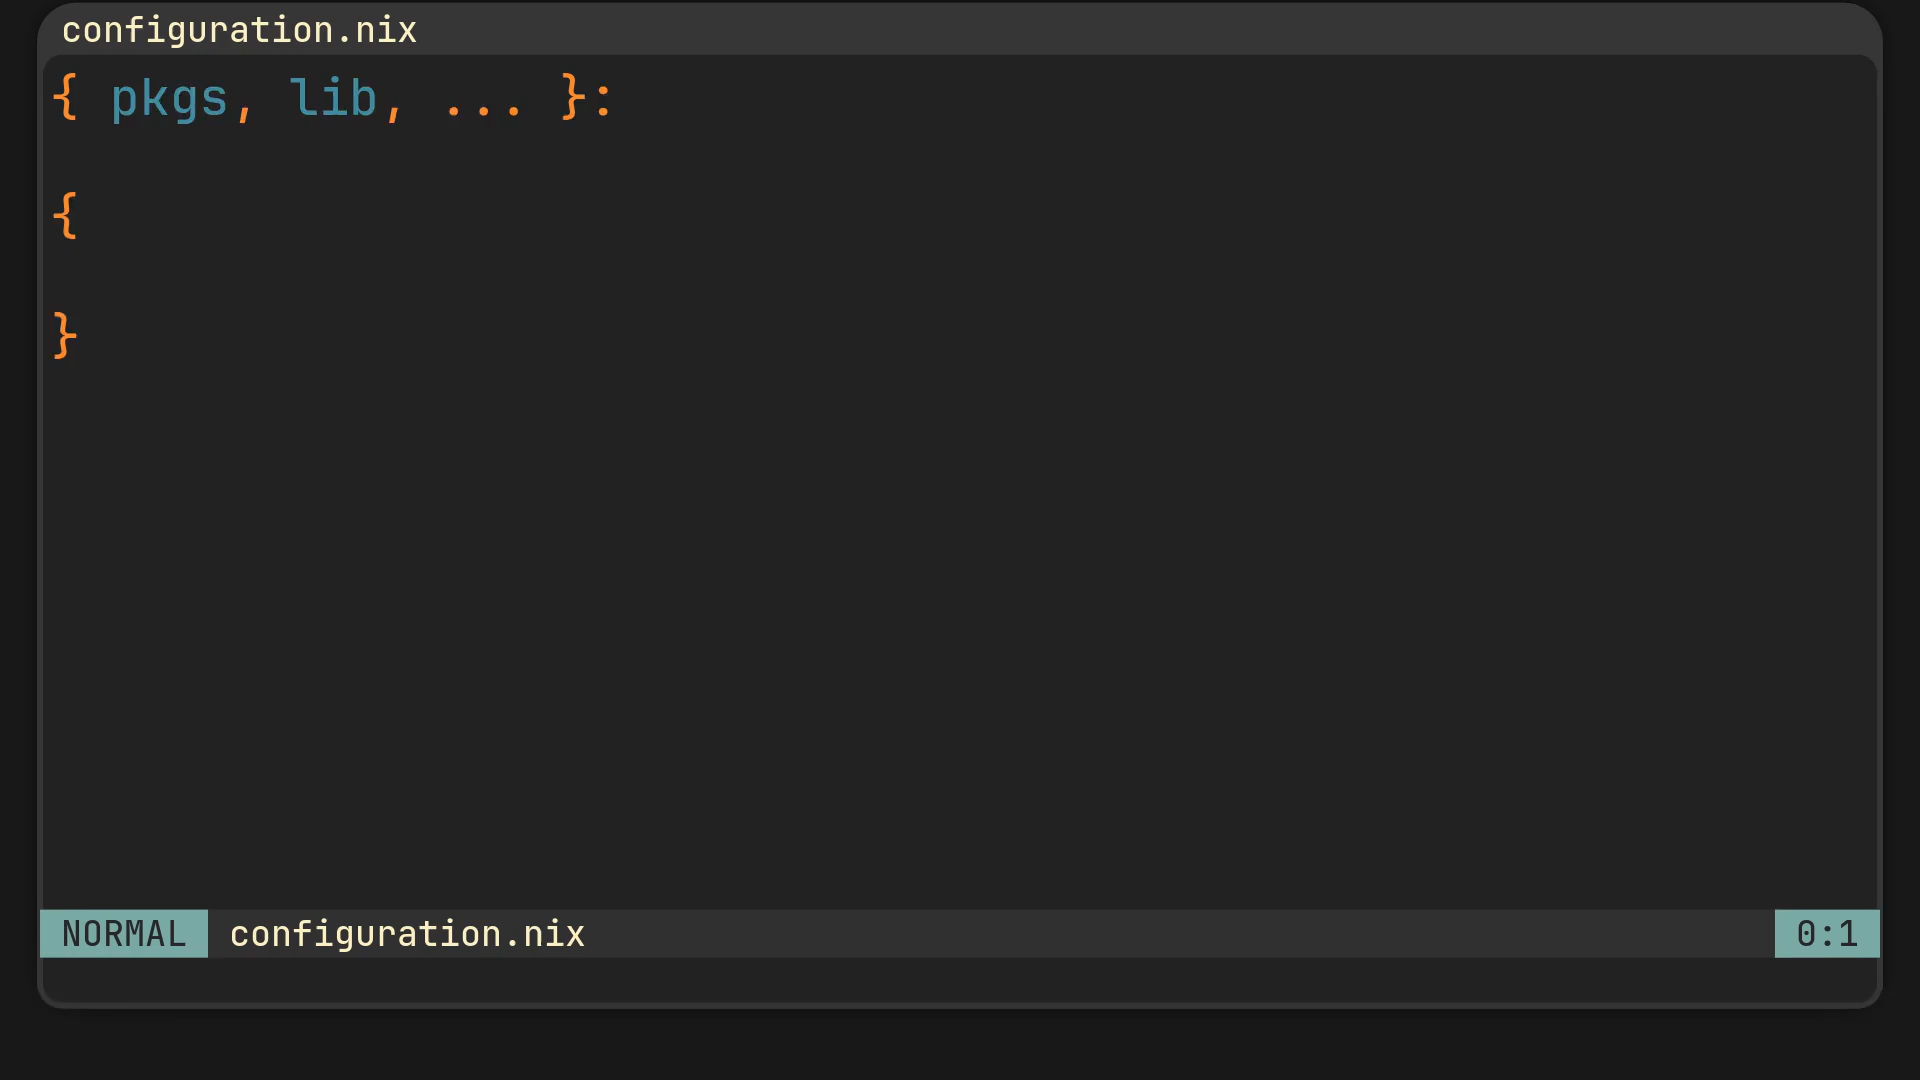 configuration.nix
{ pkgs, lib, ... }:
{
}
NORMAL configuration.nix 0:1